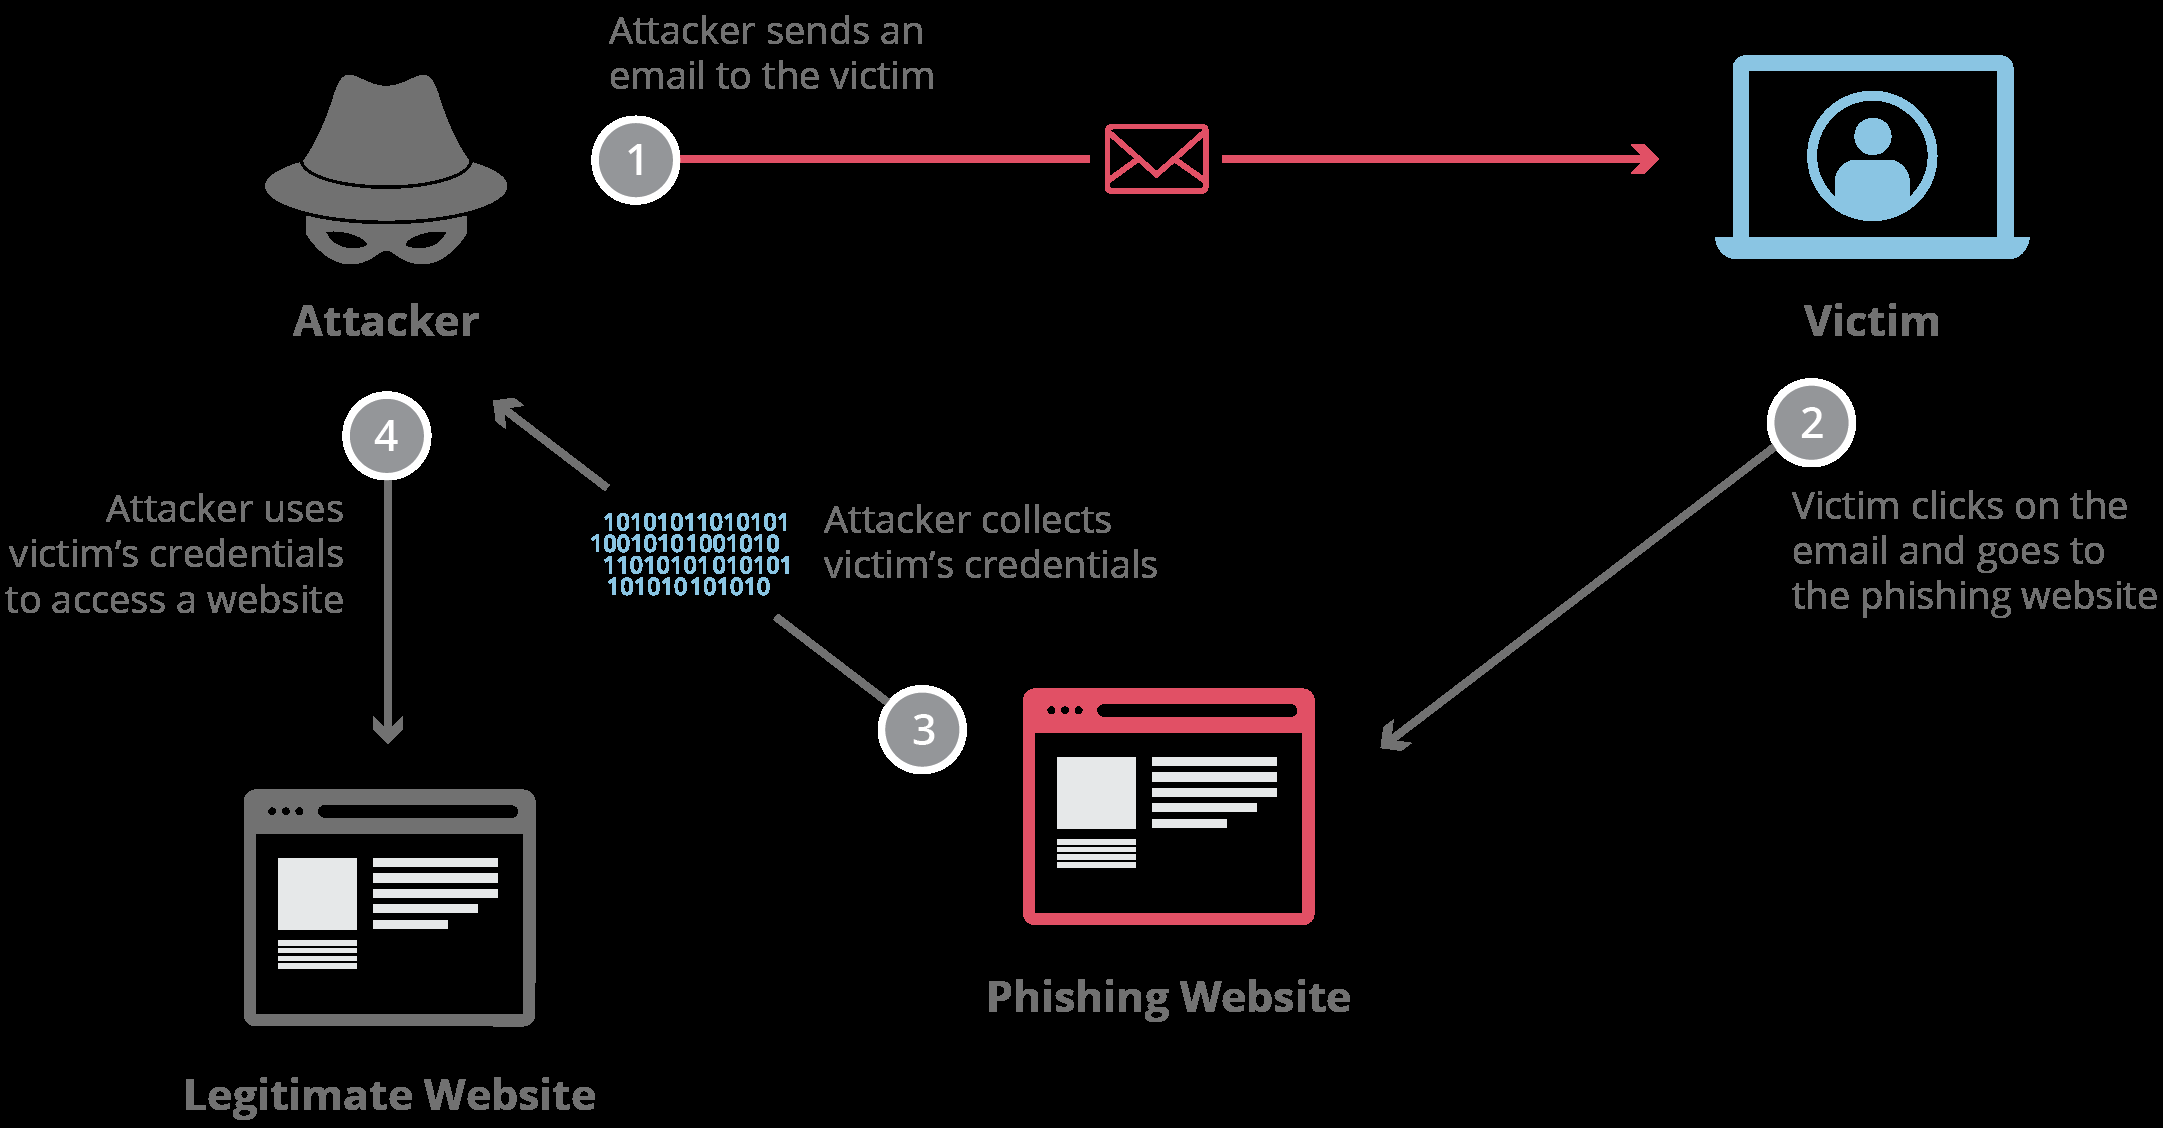 Attacker sends an
email to the victim
1
Attacker
Victim
4
2
Attacker uses
victim’s credentials
to access a website
10101011010101
10010101001010
11010101010101
101010101010
Attacker collects
victim’s credentials
Victim clicks on the
email and goes to
the phishing website
3
Phishing Website
Legitimate Website